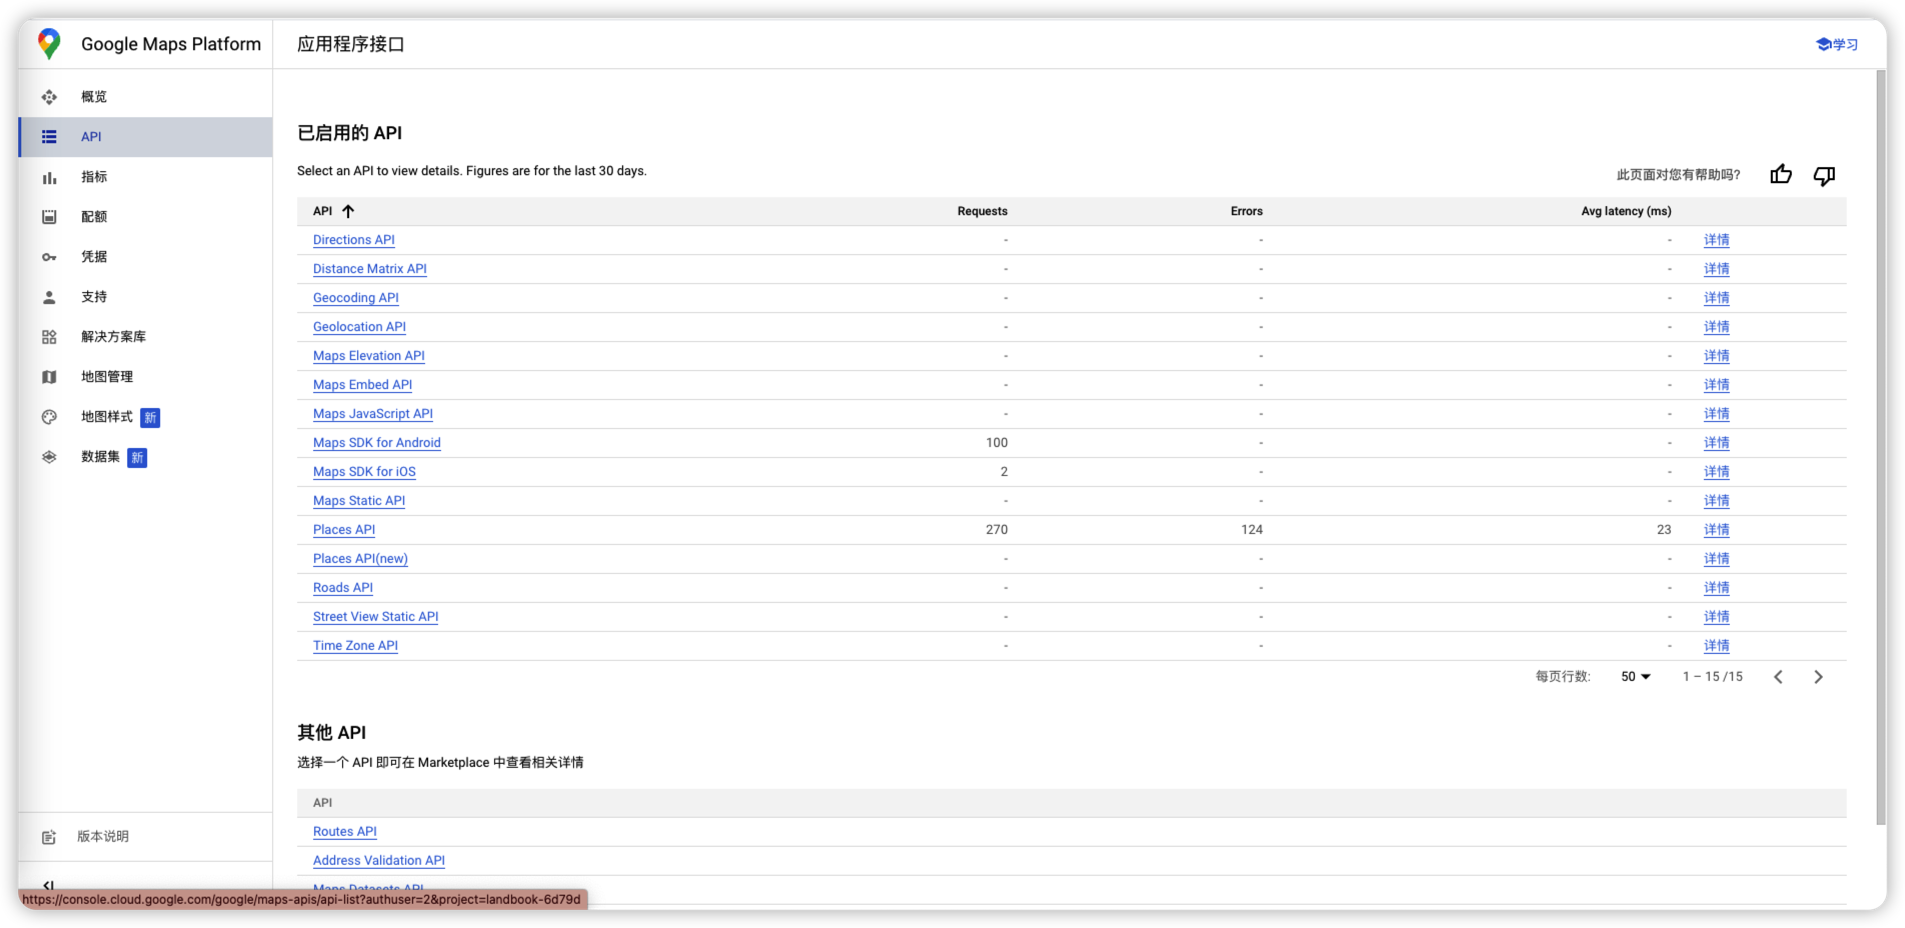 Google Maps Platform
应用程序接口
学习
概览
API
指标
配额
凭据
支持
解决方案库
地图管理
地图样式 新
数据集 新
版本说明
已启用的 API
Select an API to view details. Figures are for the last 30 days.
此页面对您有帮助吗?
API Requests Errors Avg latency (ms)
Directions API - - - 详情
Distance Matrix API - - - 详情
Geocoding API - - - 详情
Geolocation API - - - 详情
Maps Elevation API - - - 详情
Maps Embed API - - - 详情
Maps JavaScript API - - - 详情
Maps SDK for Android 100 - - 详情
Maps SDK for iOS 2 - - 详情
Maps Static API - - - 详情
Places API 270 124 23 详情
Places API(new) - - - 详情
Roads API - - - 详情
Street View Static API - - - 详情
Time Zone API - - - 详情
每页行数: 50 1 – 15 /15
其他 API
选择一个 API 即可在 Marketplace 中查看相关详情
API
Routes API
Address Validation API
Maps Datasets API
https://console.cloud.google.com/google/maps-apis/api-list?authuser=2&project=landbook-6d79d